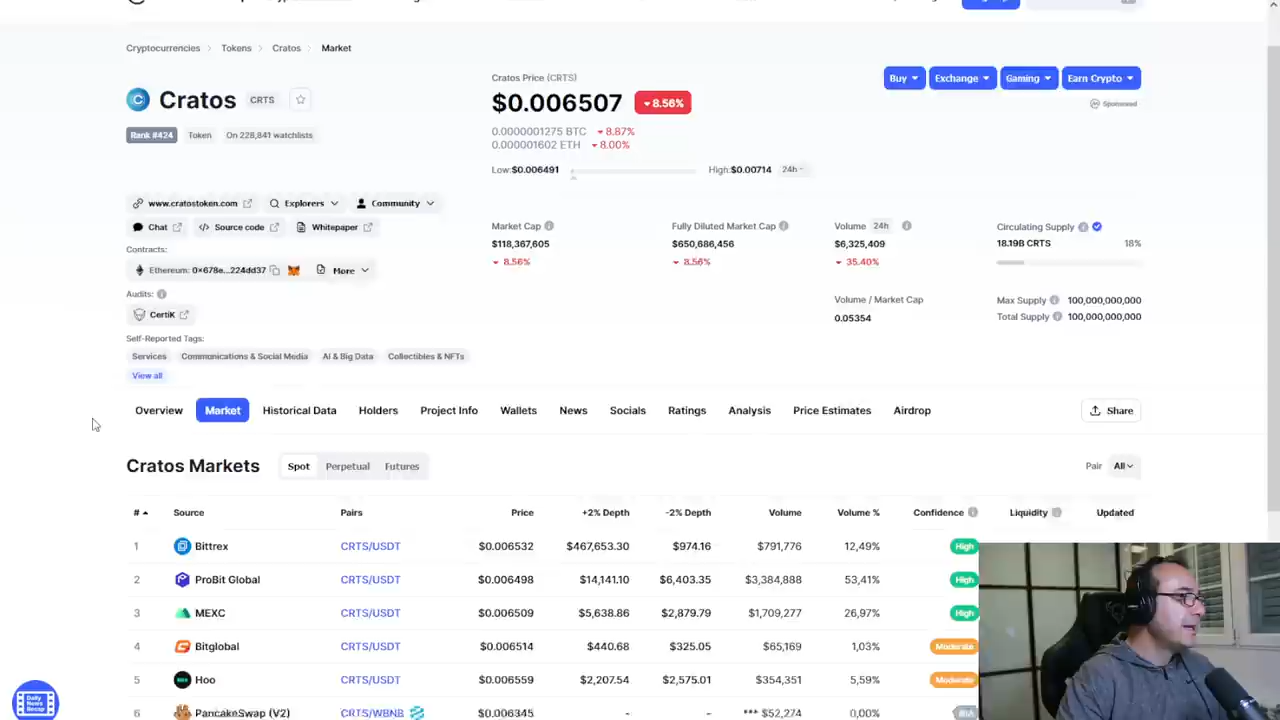 Cryptocurrencies > Tokens > Cratos > Market
Cratos CRTS
Rank #424 Token On 228,841 watchlists
Cratos Price (CRTS)
$0.006507 8.56%
0.0000001275 BTC 8.87%
0.000001602 ETH 8.00%
Low:$0.006491 High:$0.00714 24h
Buy Exchange Gaming Earn Crypto
Sponsored
www.cratostoken.com Explorers Community
Chat Source code Whitepaper
Contracts:
Ethereum: 0x678e...224dd37 More
Audits:
CertiK
Self-Reported Tags:
Services Communications & Social Media AI & Big Data Collectibles & NFTs
View all
Market Cap
$118,367,605
8.56%
Fully Diluted Market Cap
$650,686,456
8.56%
Volume 24h
$6,325,409
35.40%
Volume / Market Cap
0.05354
Circulating Supply
18.19B CRTS 18%
Max Supply 100,000,000,000
Total Supply 100,000,000,000
Overview Market Historical Data Holders Project Info Wallets News Socials Ratings Analysis Price Estimates Airdrop Share
Cratos Markets Spot Perpetual Futures Pair All
# Source Pairs Price +2% Depth -2% Depth Volume Volume % Confidence Liquidity Updated
1 Bittrex CRTS/USDT $0.006532 $467,653.30 $974.16 $791,776 12,49% High
2 ProBit Global CRTS/USDT $0.006498 $14,141.10 $6,403.35 $3,384,888 53,41% High
3 MEXC CRTS/USDT $0.006509 $5,638.86 $2,879.79 $1,709,277 26,97% High
4 Bitglobal CRTS/USDT $0.006514 $440.68 $325.05 $65,169 1,03% Moderate
5 Hoo CRTS/USDT $0.006559 $2,207.54 $2,575.01 $354,351 5,59% Moderate
6 PancakeSwap (V2) CRTS/WBNB $0.006345 - - *** $52,274 0,00%
Daily
News
Recap